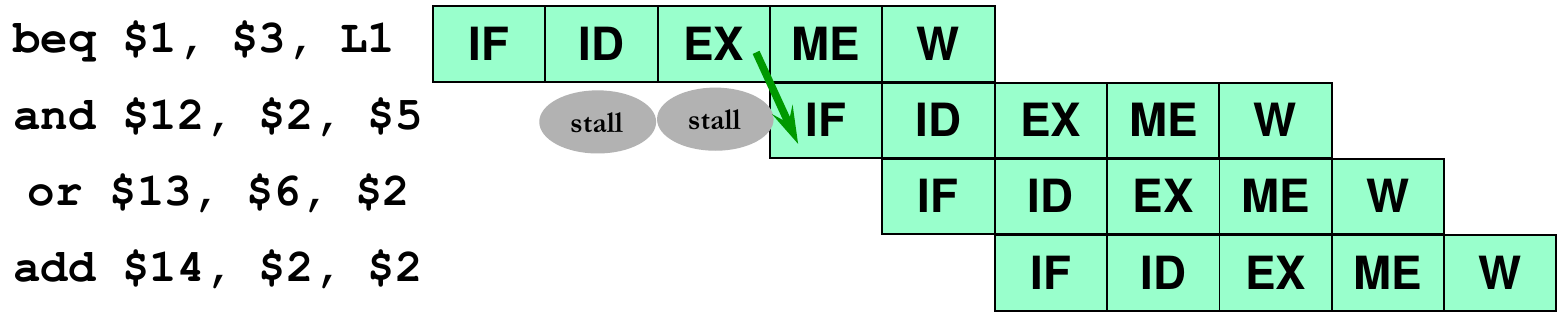 beq $1, $3, L1 IF ID EX ME W
and $12, $2, $5 stall stall IF ID EX ME W
or $13, $6, $2 IF ID EX ME W
add $14, $2, $2 IF ID EX ME W